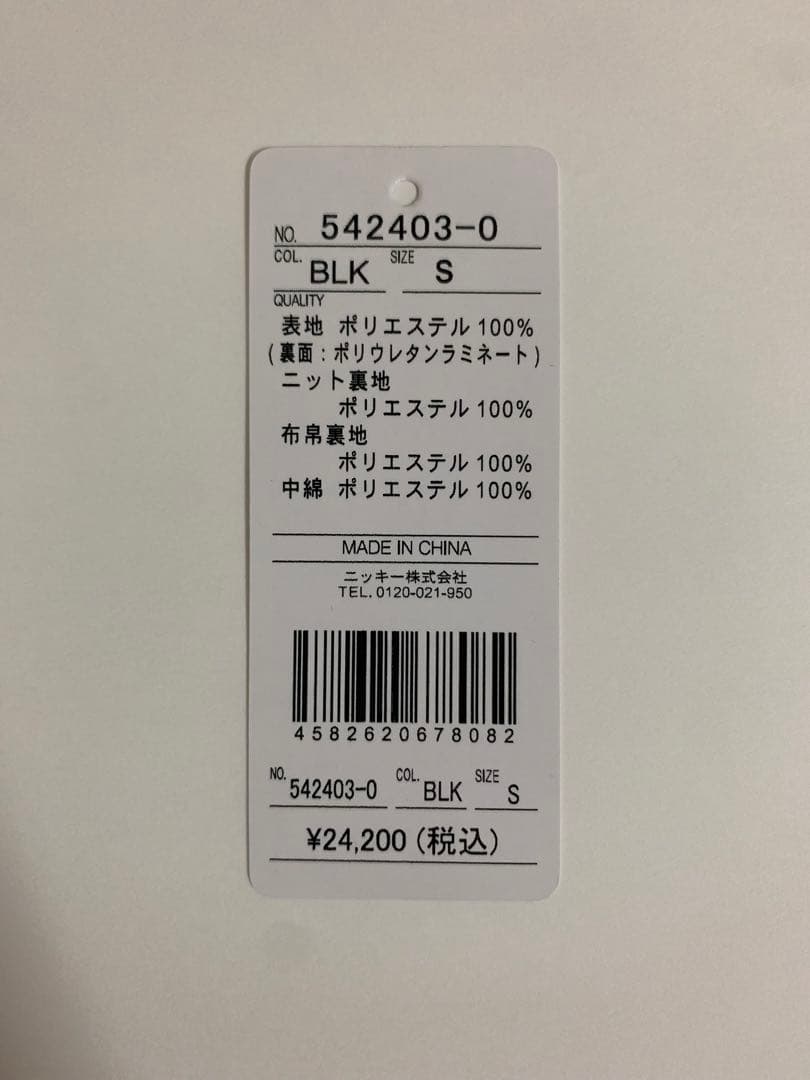 NO. 542403-0
COL. BLK SIZE S
QUALITY
表地 ポリエステル100%
(裏面：ポリウレタンラミネート)
ニット裏地
ポリエステル100%
布帛裏地
ポリエステル100%
中綿 ポリエステル100%
MADE IN CHINA
ニッキー株式会社
TEL.0120-021-950
4582620678082
NO. 542403-0 COL. BLK SIZE S
¥24,200(税込)